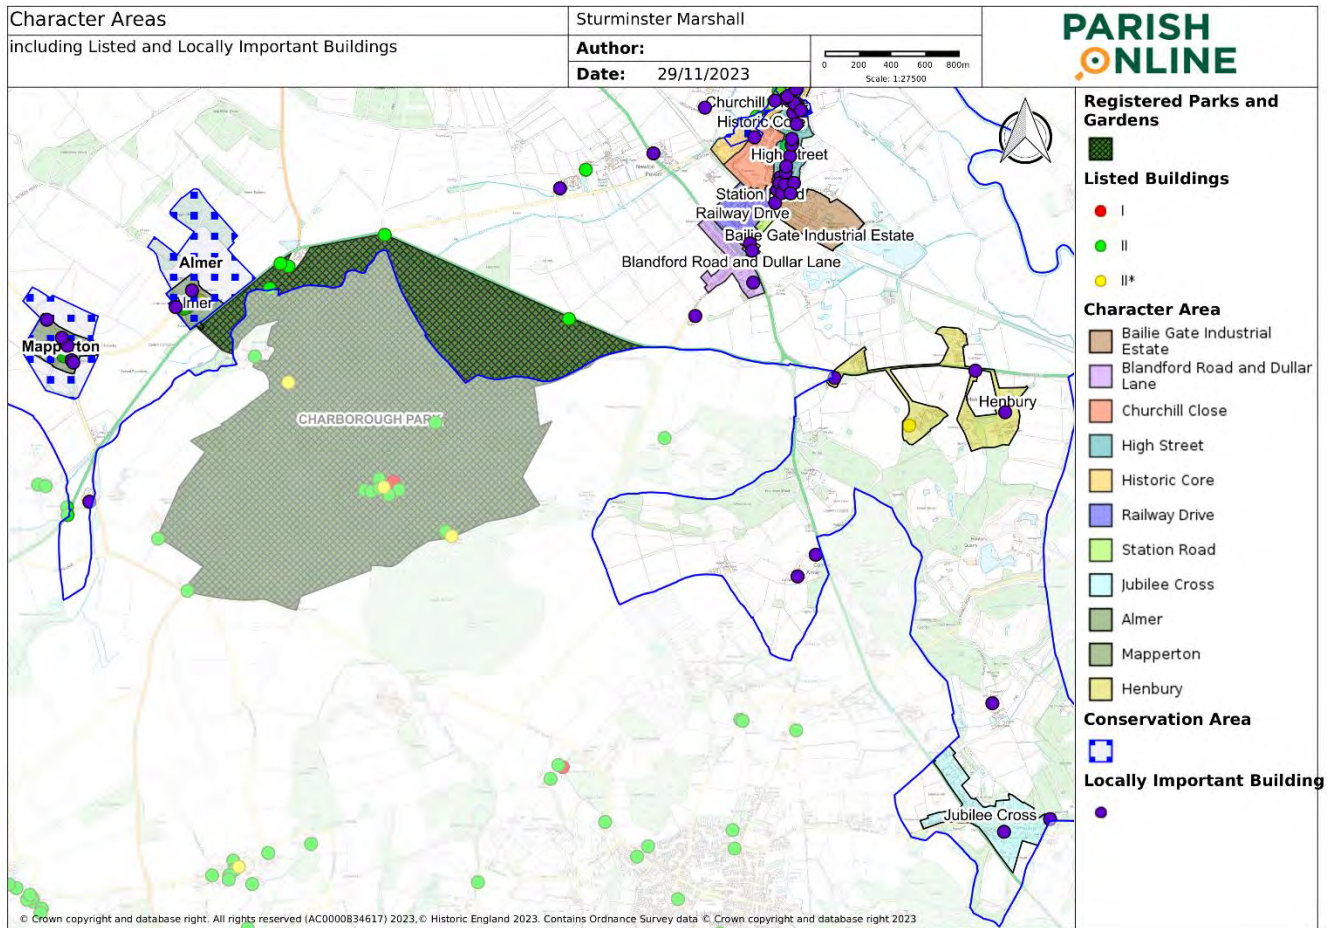 Character Areas
including Listed and Locally Important Buildings
Sturminster Marshall
Author:
Date: 29/11/2023
0 200 400 600 800m
Scale: 1:27500
PARISH
ONLINE
Historic Core
High Street
Railway Drive
Bailie Gate Industrial Estate
Blandford Road and Dullar Lane
Almer
Mapperton
CHARBOROUGH PARK
Henbury
Jubilee Cross
Registered Parks and
Gardens
Listed Buildings
I
II
II*
Character Area
Bailie Gate Industrial
Estate
Blandford Road and Dullar
Lane
Churchill Close
High Street
Historic Core
Railway Drive
Station Road
Jubilee Cross
Almer
Mapperton
Henbury
Conservation Area
Locally Important Building
© Crown copyright and database right. All rights reserved (AC0000834617) 2023,© Historic England 2023. Contains Ordnance Survey data © Crown copyright and database right 2023